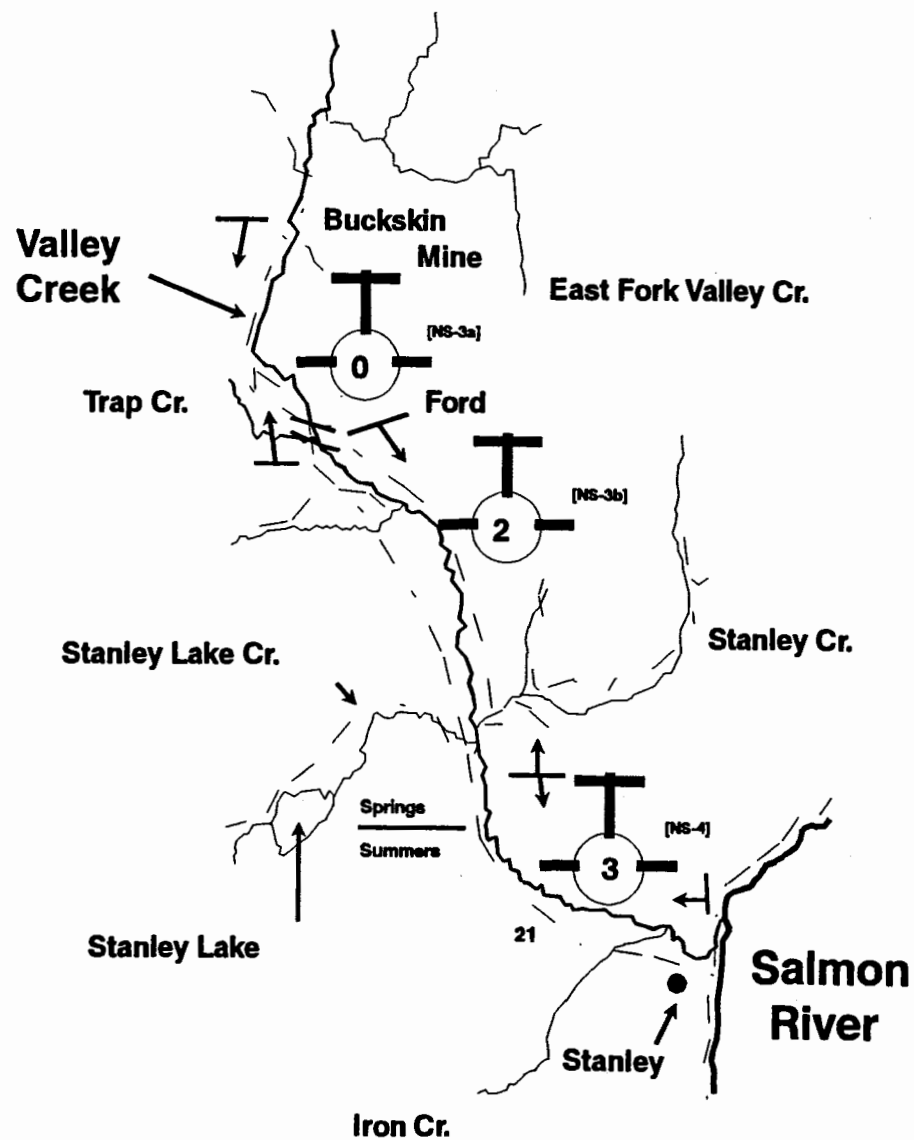 Buckskin
Mine
Valley
Creek
East Fork Valley Cr.
[NS-3a]
0
Trap Cr.
Ford
[NS-3b]
2
Stanley Lake Cr.
Stanley Cr.
Springs
Summers
[NS-4]
3
21
Stanley Lake
Salmon
River
Stanley
Iron Cr.